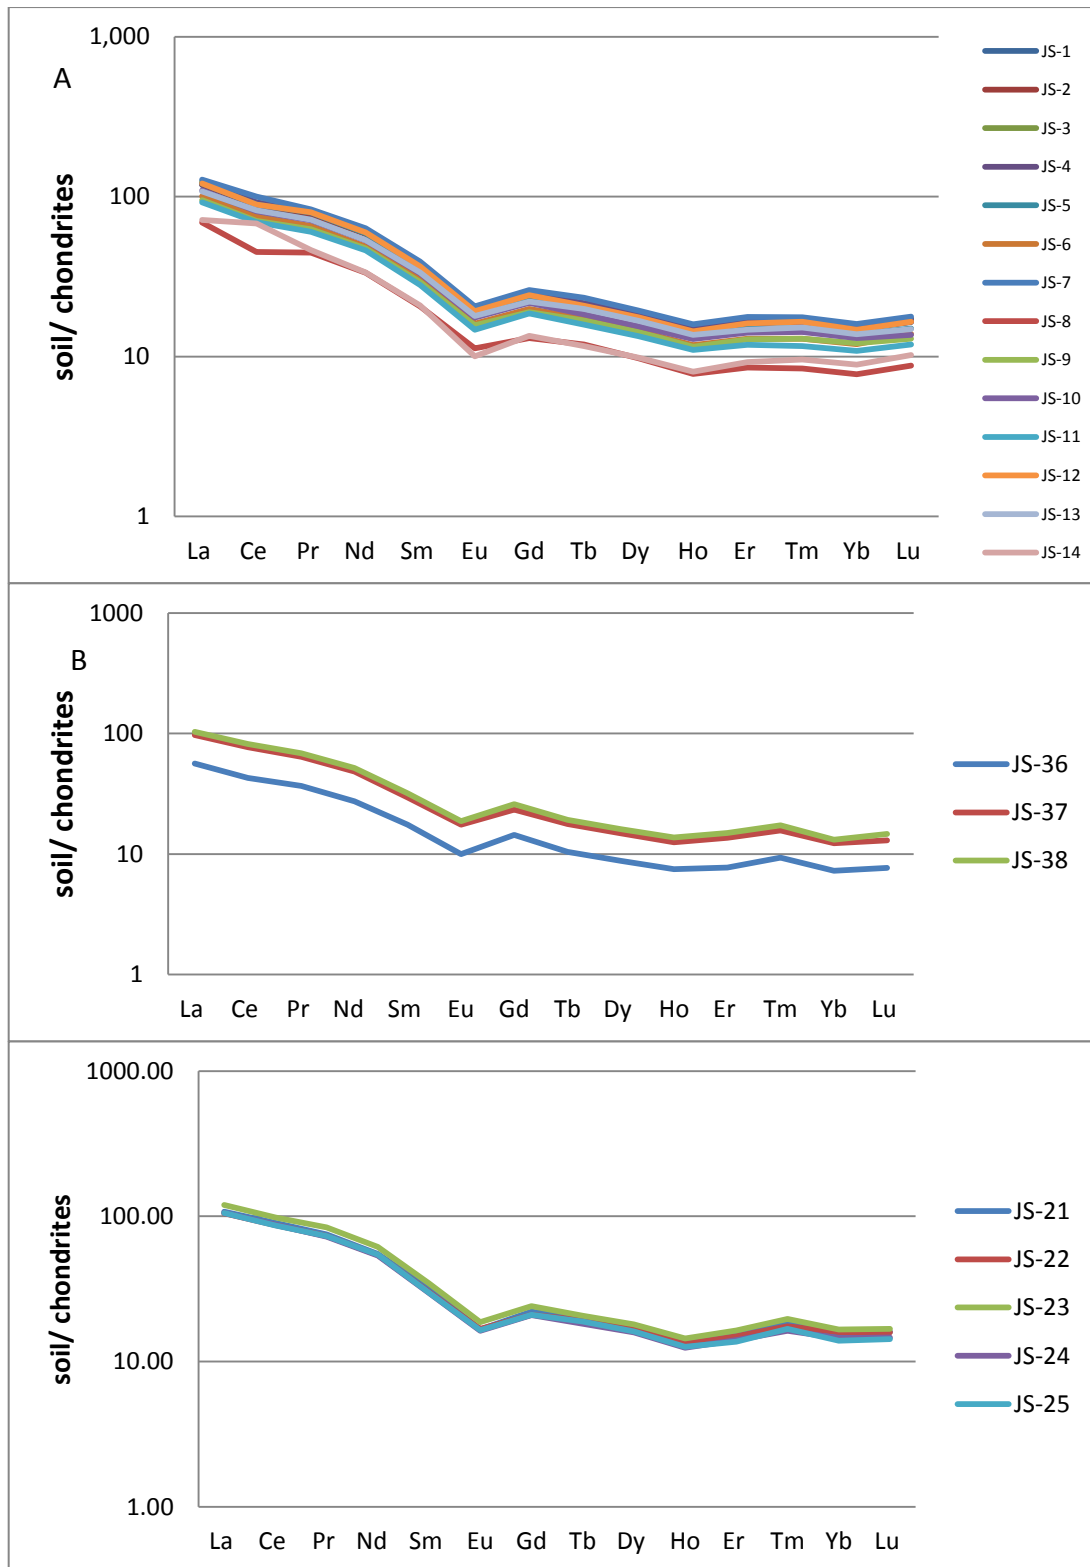 1,000
A
100
10
1
soil/ chondrites
La Ce Pr Nd Sm Eu Gd Tb Dy Ho Er Tm Yb Lu
JS-1
JS-2
JS-3
JS-4
JS-5
JS-6
JS-7
JS-8
JS-9
JS-10
JS-11
JS-12
JS-13
JS-14
1000
B
100
10
1
soil/ chondrites
La Ce Pr Nd Sm Eu Gd Tb Dy Ho Er Tm Yb Lu
JS-36
JS-37
JS-38
1000.00
100.00
10.00
1.00
soil/ chondrites
La Ce Pr Nd Sm Eu Gd Tb Dy Ho Er Tm Yb Lu
JS-21
JS-22
JS-23
JS-24
JS-25